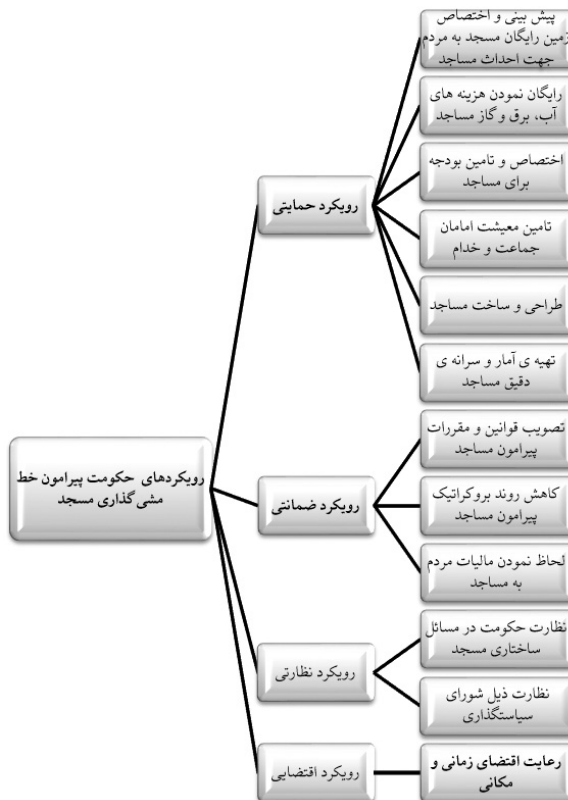 رویکردهای حکومت پیرامون خط
مشی گذاری مسجد
رویکرد حمایتی
پیش بینی و اختصاص
زمین رایگان مسجد به مردم
جهت احداث مساجد
رایگان نمودن هزینه های
آب، برق و گاز مساجد
اختصاص و تامین بودجه
برای مساجد
تامین معیشت امامان
جماعت و خدام
طراحی و ساخت مساجد
تهیه ی آمار و سرانه ی
دقیق مساجد
رویکرد ضمانتی
تصویب قوانین و مقررات
پیرامون مساجد
کاهش روند بروکراتیک
پیرامون مساجد
لحاظ نمودن مالیات مردم
به مساجد
رویکرد نظارتی
نظارت حکومت در مسائل
ساختاری مسجد
نظارت ذیل شورای
سیاستگذاری
رویکرد اقتضایی
رعایت اقتضای زمانی و
مکانی